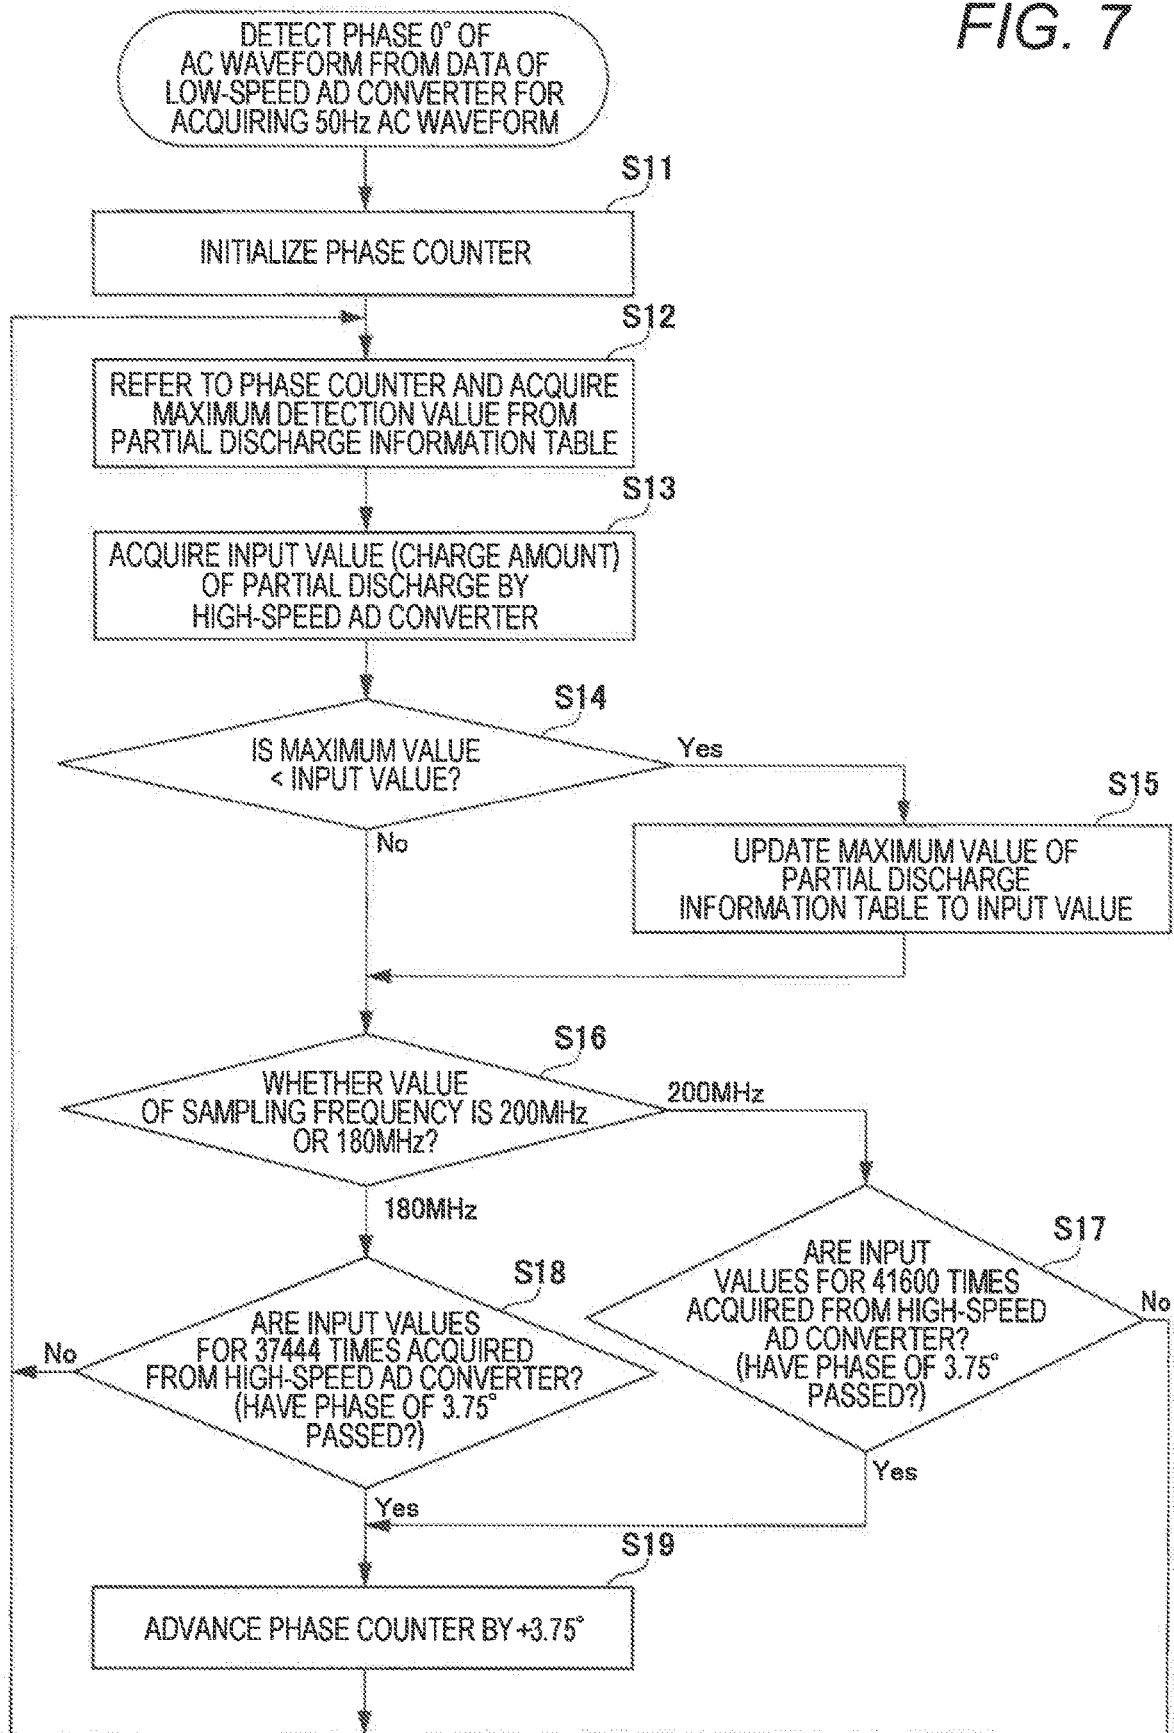 FIG. 7
DETECT PHASE 0° OF
AC WAVEFORM FROM DATA OF
LOW-SPEED AD CONVERTER FOR
ACQUIRING 50Hz AC WAVEFORM
S11
INITIALIZE PHASE COUNTER
S12
REFER TO PHASE COUNTER AND ACQUIRE
MAXIMUM DETECTION VALUE FROM
PARTIAL DISCHARGE INFORMATION TABLE
S13
ACQUIRE INPUT VALUE (CHARGE AMOUNT)
OF PARTIAL DISCHARGE BY
HIGH-SPEED AD CONVERTER
S14
IS MAXIMUM VALUE
< INPUT VALUE?
Yes
No
S15
UPDATE MAXIMUM VALUE OF
PARTIAL DISCHARGE
INFORMATION TABLE TO INPUT VALUE
S16
WHETHER VALUE
OF SAMPLING FREQUENCY IS 200MHz
OR 180MHz?
200MHz
180MHz
S17
ARE INPUT
VALUES FOR 41600 TIMES
ACQUIRED FROM HIGH-SPEED
AD CONVERTER?
(HAVE PHASE OF 3.75°
PASSED?)
No
Yes
S18
ARE INPUT VALUES
FOR 37444 TIMES ACQUIRED
FROM HIGH-SPEED AD CONVERTER?
(HAVE PHASE OF 3.75°
PASSED?)
No
Yes
S19
ADVANCE PHASE COUNTER BY +3.75°